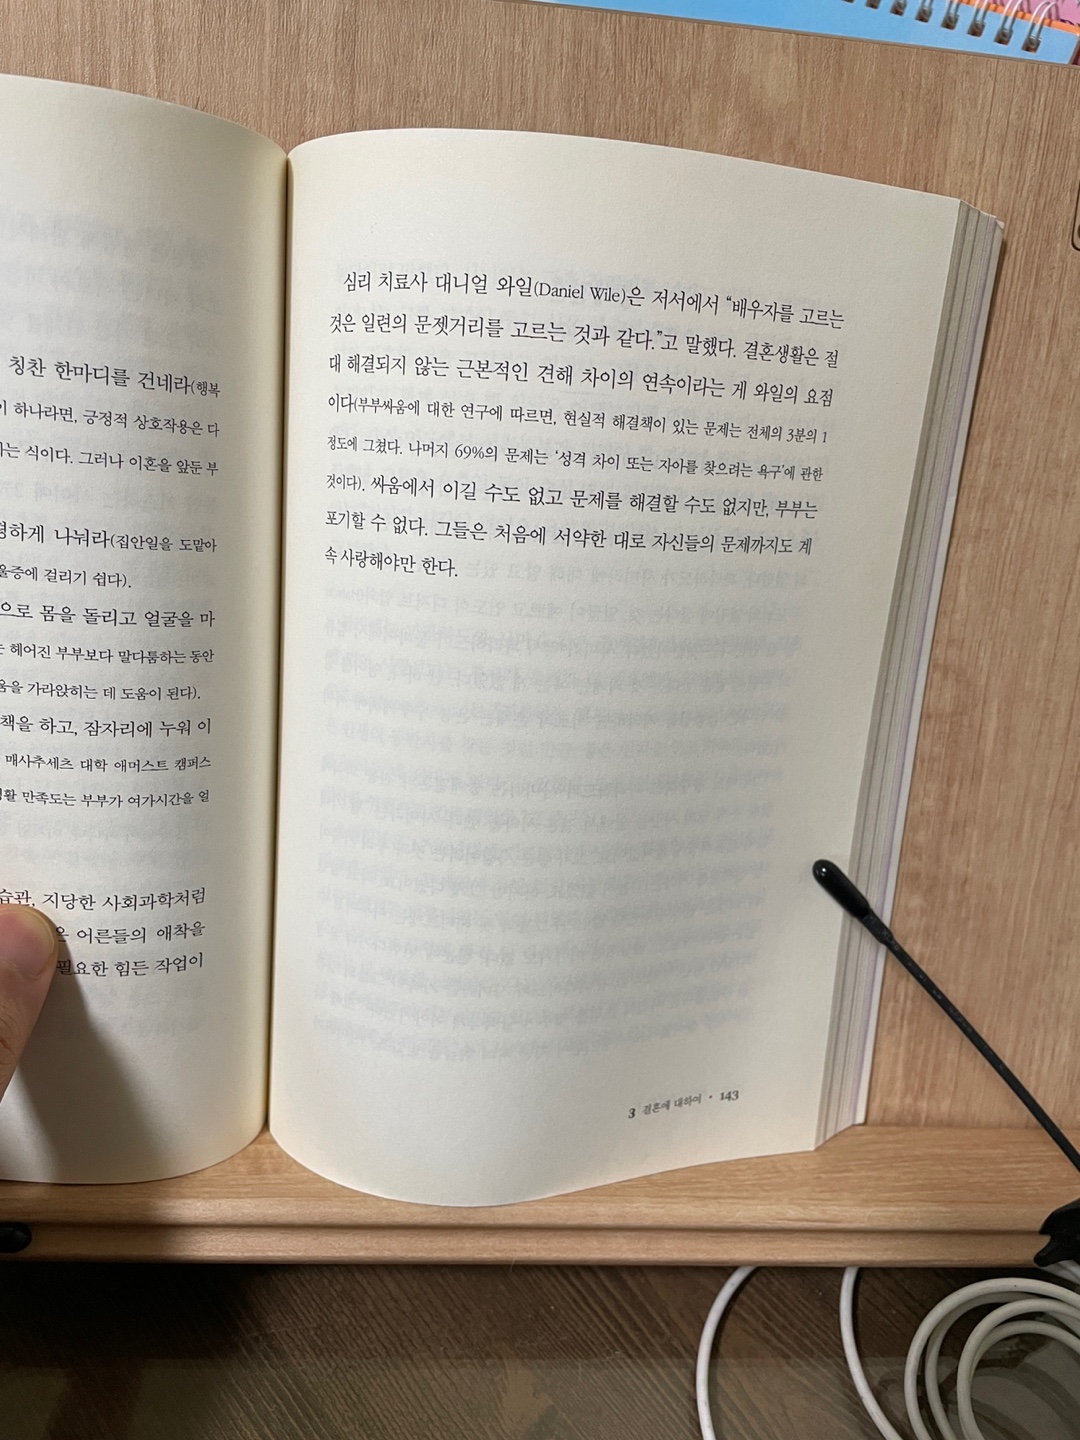 칭찬 한마디를 건네라(행복
하나라면, 긍정적 상호작용은 다
식이다. 그러나 이혼을 앞둔 부
나눠라(집안일을 도맡아
걸리기 쉽다).
몸을 돌리고 얼굴을 마
헤어진 부부보다 말다툼하는 동안
가라앉히는 데 도움이 된다).
하고, 잠자리에 누워 이
매사추세츠 대학 애머스트 캠퍼스
만족도는 부부가 여가시간을 얼
습관, 지당한 사회과학처럼
어른들의 애착을
필요한 힘든 작업이
심리 치료사 대니얼 와일(Daniel Wile)은 저서에서 “배우자를 고르는
것은 일련의 문젯거리를 고르는 것과 같다.”고 말했다. 결혼생활은 절
대 해결되지 않는 근본적인 견해 차이의 연속이라는 게 와일의 요점
이다(부부싸움에 대한 연구에 따르면, 현실적 해결책이 있는 문제는 전체의 3분의 1
정도에 그쳤다. 나머지 69%의 문제는 ‘성격 차이 또는 자아를 찾으려는 욕구’에 관한
것이다). 싸움에서 이길 수도 없고 문제를 해결할 수도 없지만, 부부는
포기할 수 없다. 그들은 처음에 서약한 대로 자신들의 문제까지도 계
속 사랑해야만 한다.
3 결혼에 대하여 • 143